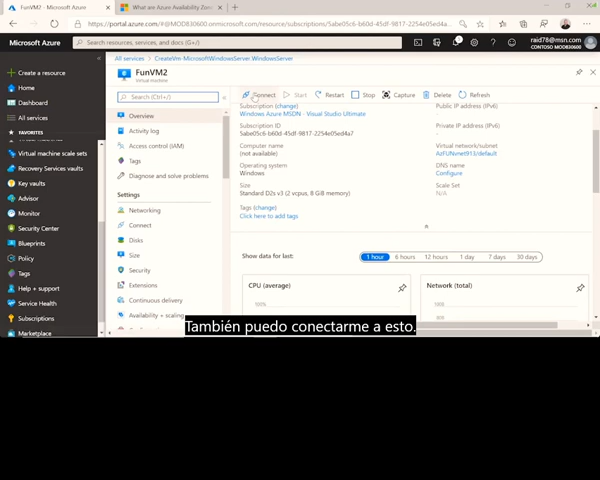 FunVM2 - Microsoft Azure
What are Azure Availability Zon
https://portal.azure.com/#@MOD830600.onmicrosoft.com/resource/subscriptions/5abe05c6-b60d-45df-9217-2254e05d
Microsoft Azure
Search resources, services, and docs (G+/)
raid78@msn.com
CONTOSO MOD830600
Create a resource
Home
Dashboard
All services
FAVORITES
Virtual machine scale sets
Recovery Services vaults
Key vaults
Advisor
Monitor
Security Center
Blueprints
Policy
Tags
Help + support
Service Health
Subscriptions
Marketplace
All services > CreateVm-MicrosoftWindowsServer.WindowsServer
FunVM2
Virtual machine
Search (Ctrl+/)
Overview
Activity log
Access control (IAM)
Tags
Diagnose and solve problems
Settings
Networking
Connect
Disks
Size
Security
Extensions
Continuous delivery
Availability + scaling
Connect
Start
Restart
Stop
Capture
Delete
Refresh
Subscription (change)
Windows Azure MSDN - Visual Studio Ultimate
Subscription ID
5abe05c6-b60d-45df-9217-2254e05d4a7
Computer name
(not available)
Operating system
Windows
Size
Standard D2s v3 (2 vcpus, 8 GiB memory)
Tags (change)
Click here to add tags
Public IP address (IPv6)
-
Private IP address (IPv6)
-
Virtual network/subnet
AzFUNvnet913/default
DNS name
Configure
Scale Set
N/A
Show data for last:
1 hour
6 hours
12 hours
1 day
7 days
30 days
CPU (average)
100%
Network (total)
También puedo conectarme a esto.